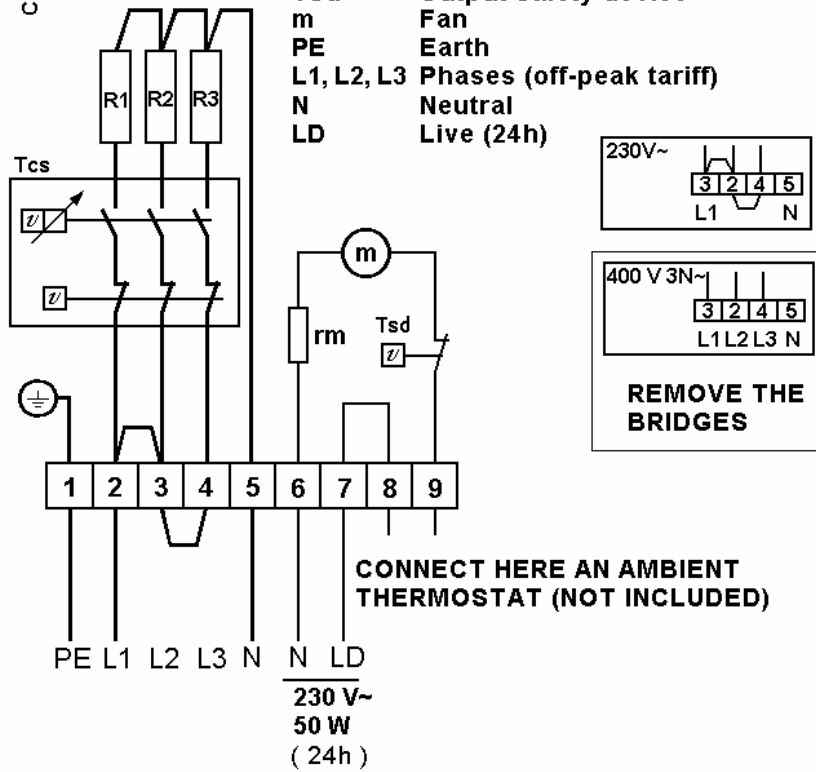 m Fan
PE Earth
L1, L2, L3 Phases (off-peak tariff)
N Neutral
LD Live (24h)
R1 R2 R3
Tcs
230V~
3 2 4 5
L1 N
m
400 V 3N~
3 2 4 5
L1 L2 L3 N
rm
Tsd
REMOVE THE
BRIDGES
1 2 3 4 5 6 7 8 9
CONNECT HERE AN AMBIENT
THERMOSTAT (NOT INCLUDED)
PE L1 L2 L3 N N LD
230 V~
50 W
( 24h )